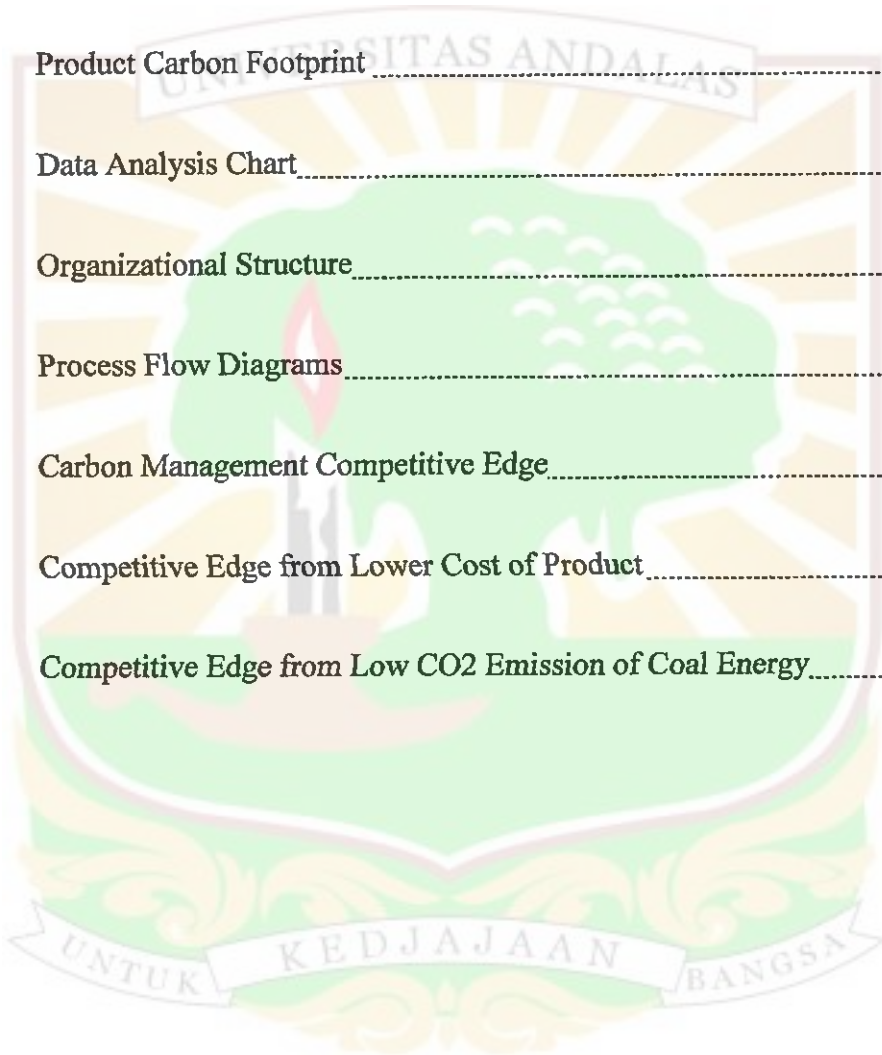 UNIVERSITAS ANDALAS
Product Carbon Footprint
Data Analysis Chart
Organizational Structure
Process Flow Diagrams
Carbon Management Competitive Edge
Competitive Edge from Lower Cost of Product
Competitive Edge from Low CO2 Emission of Coal Energy
UNTUK KEDJAJAAN BANGSA